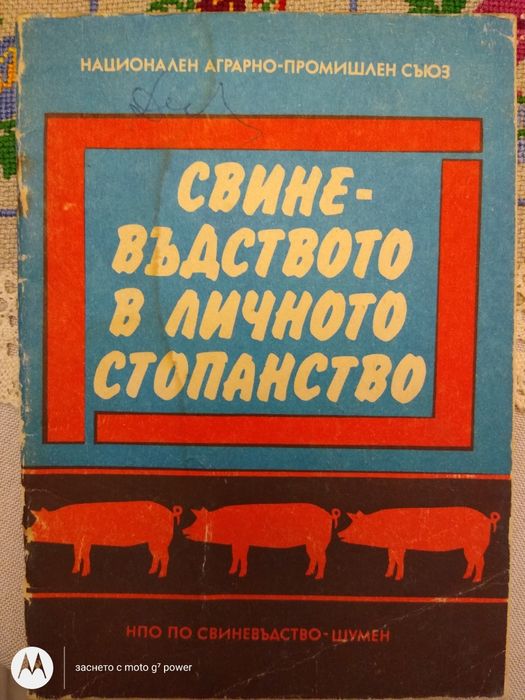 НАЦИОНАЛЕН АГРАРНО-ПРОМИШЛЕН СЪЮЗ
СВИНЕ-
ВЪДСТВОТО
В ЛИЧНОТО
СТОПАНСТВО
НПО ПО СВИНЕВЪДСТВО-ШУМЕН
заснето с moto g⁷ power